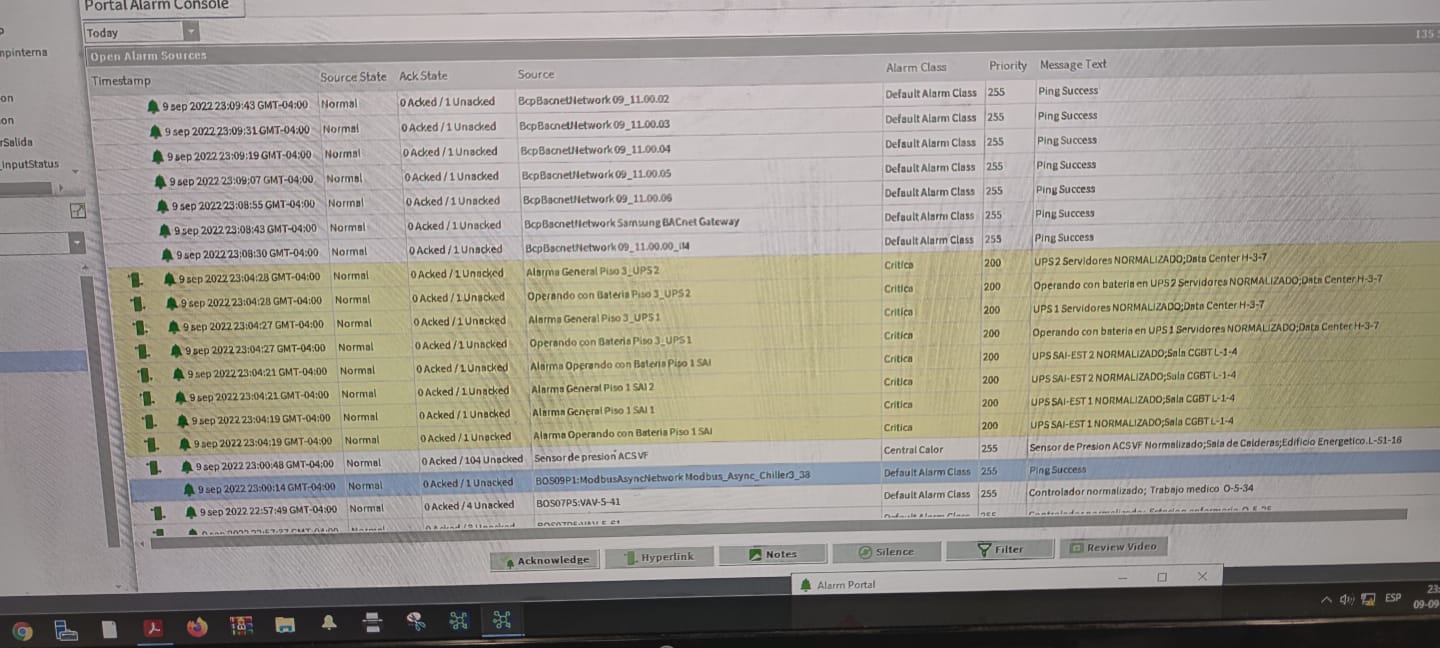 Portal Alarm Console
Today
Open Alarm Sources
135
Timestamp Source State Ack State Source Alarm Class Priority Message Text
9 sep 2022 23:09:43 GMT-04:00 Normal 0 Acked / 1 Unacked BcpBacnetNetwork 09_11.00.02 Default Alarm Class 255 Ping Success
9 sep 2022 23:09:31 GMT-04:00 Normal 0 Acked / 1 Unacked BcpBacnetNetwork 09_11.00.03 Default Alarm Class 255 Ping Success
9 sep 2022 23:09:19 GMT-04:00 Normal 0 Acked / 1 Unacked BcpBacnetNetwork 09_11.00.04 Default Alarm Class 255 Ping Success
9 sep 2022 23:09:07 GMT-04:00 Normal 0 Acked / 1 Unacked BcpBacnetNetwork 09_11.00.05 Default Alarm Class 255 Ping Success
9 sep 2022 23:08:55 GMT-04:00 Normal 0 Acked / 1 Unacked BcpBacnetNetwork 09_11.00.06 Default Alarm Class 255 Ping Success
9 sep 2022 23:08:43 GMT-04:00 Normal 0 Acked / 1 Unacked BcpBacnetNetwork Samsung BACnet Gateway Default Alarm Class 255 Ping Success
9 sep 2022 23:08:30 GMT-04:00 Normal 0 Acked / 1 Unacked BcpBacnetNetwork 09_11.00.00_IM Default Alarm Class 255 Ping Success
9 sep 2022 23:04:28 GMT-04:00 Normal 0 Acked / 1 Unacked Alarma General Piso 3_UPS2 Critica 200 UPS 2 Servidores NORMALIZADO;Data Center H-3-7
9 sep 2022 23:04:28 GMT-04:00 Normal 0 Acked / 1 Unacked Operando con Bateria Piso 3_UPS2 Critica 200 Operando con bateria en UPS 2 Servidores NORMALIZADO;Data Center H-3-7
9 sep 2022 23:04:27 GMT-04:00 Normal 0 Acked / 1 Unacked Alarma General Piso 3_UPS1 Critica 200 UPS 1 Servidores NORMALIZADO;Data Center H-3-7
9 sep 2022 23:04:27 GMT-04:00 Normal 0 Acked / 1 Unacked Operando con Bateria Piso 3_UPS1 Critica 200 Operando con bateria en UPS 1 Servidores NORMALIZADO;Data Center H-3-7
9 sep 2022 23:04:21 GMT-04:00 Normal 0 Acked / 1 Unacked Alarma Operando con Bateria Piso 1 SAI Critica 200 UPS SAI-EST 2 NORMALIZADO;Sala CGBT L-1-4
9 sep 2022 23:04:21 GMT-04:00 Normal 0 Acked / 1 Unacked Alarma General Piso 1 SAI 2 Critica 200 UPS SAI-EST 2 NORMALIZADO;Sala CGBT L-1-4
9 sep 2022 23:04:19 GMT-04:00 Normal 0 Acked / 1 Unacked Alarma General Piso 1 SAI 1 Critica 200 UPS SAI-EST 1 NORMALIZADO;Sala CGBT L-1-4
9 sep 2022 23:04:19 GMT-04:00 Normal 0 Acked / 1 Unacked Alarma Operando con Bateria Piso 1 SAI Critica 200 UPS SAI-EST 1 NORMALIZADO;Sala CGBT L-1-4
9 sep 2022 23:00:48 GMT-04:00 Normal 0 Acked / 104 Unacked Sensor de presion ACS VF Central Calor 255 Sensor de Presion ACS VF Normalizado;Sala de Calderas;Edificio Energetico.L-S1-16
9 sep 2022 23:00:14 GMT-04:00 Normal 0 Acked / 1 Unacked BOS09P1:ModbusAsyncNetwork Modbus_Async_Chiller3_38 Default Alarm Class 255 Ping Success
9 sep 2022 22:57:49 GMT-04:00 Normal 0 Acked / 4 Unacked BOS07P5:VAV-5-41 Default Alarm Class 255 Controlador normalizado; Trabajo medico O-5-34
Acknowledge Hyperlink Notes Silence Filter Review Video
Alarm Portal
mpinterna
on
on
rSalida
_InputStatus
ESP
23:
09-09